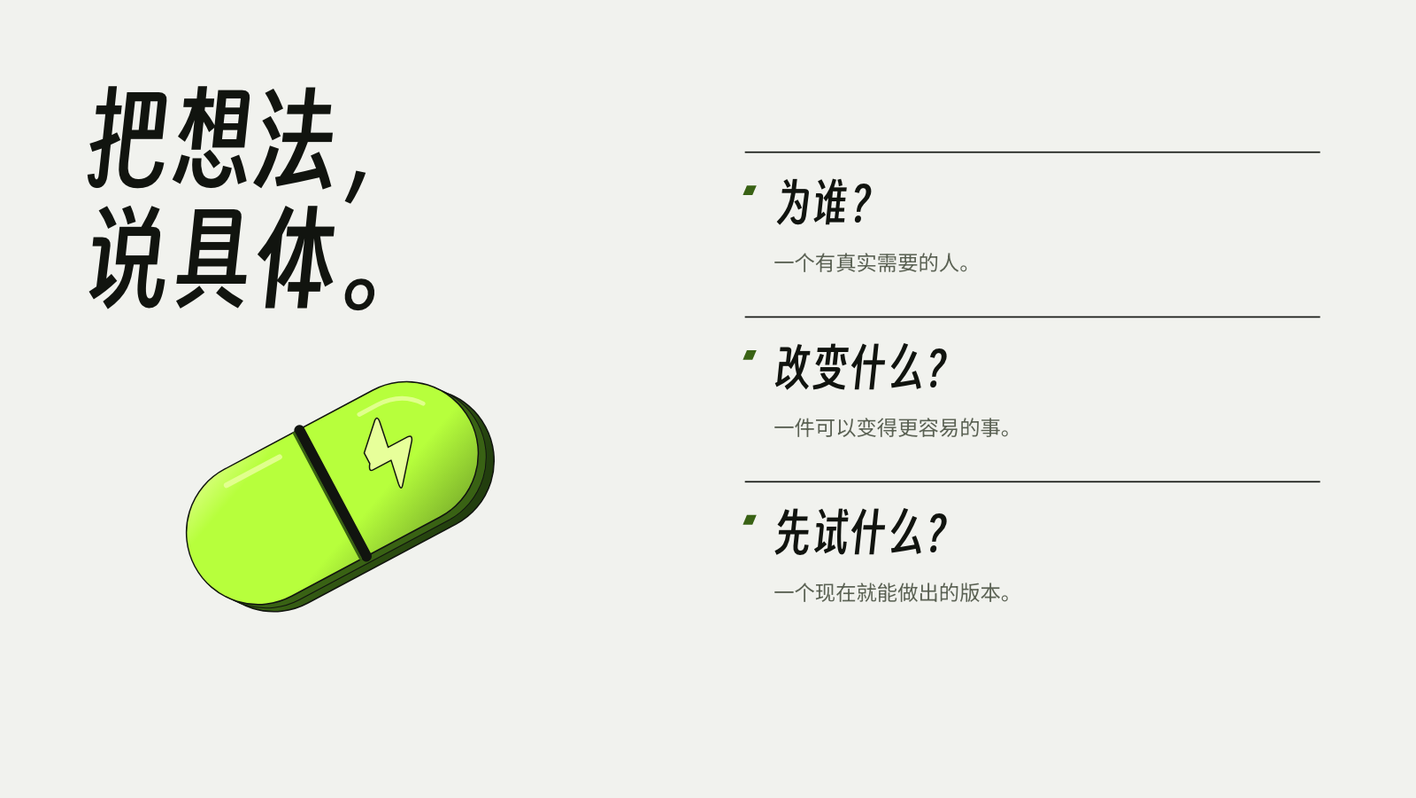 把想法，
说具体。
为谁？
一个有真实需要的人。
改变什么？
一件可以变得更容易的事。
先试什么？
一个现在就能做出的版本。